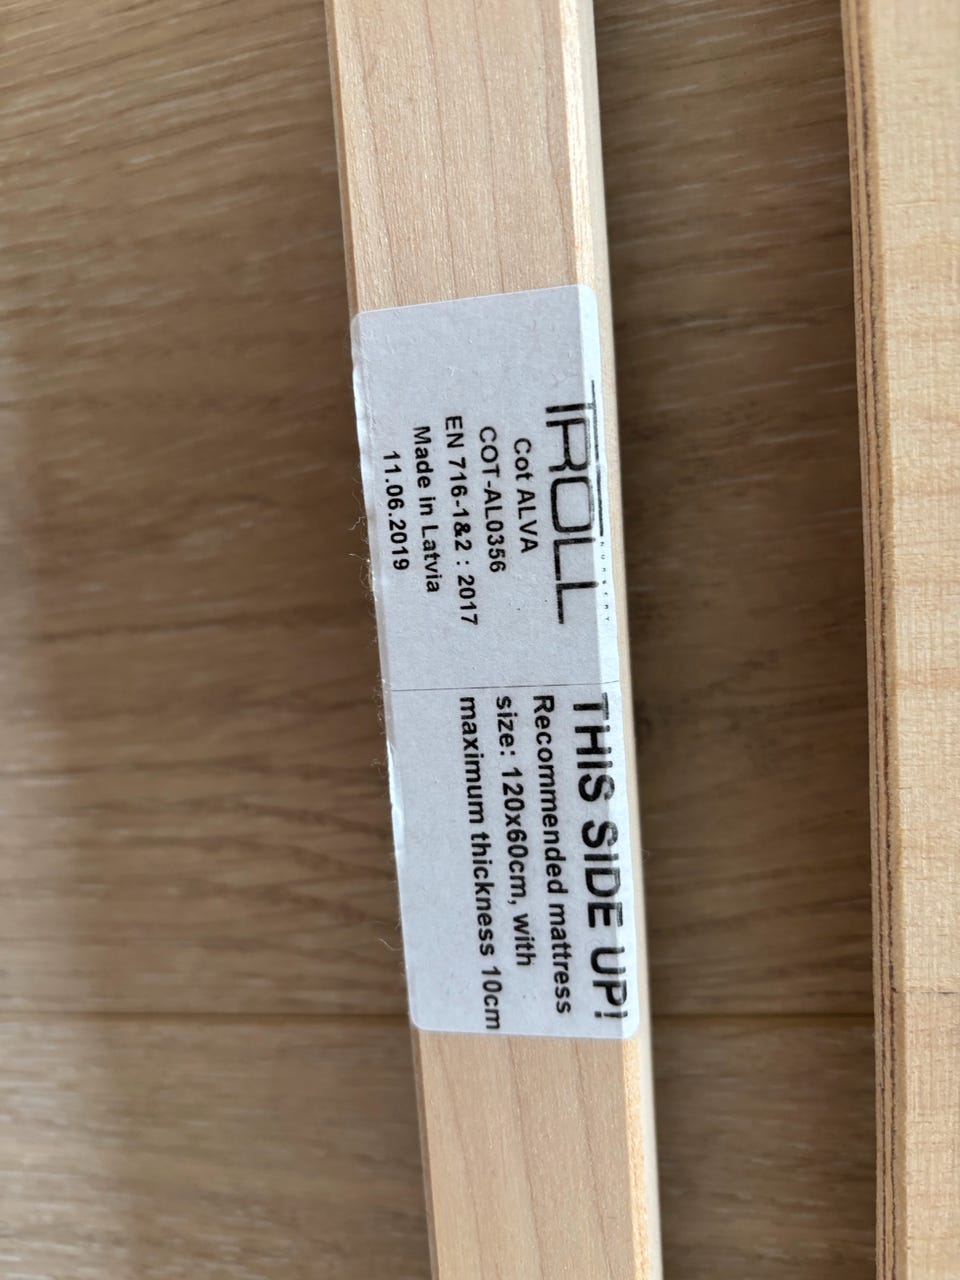 TROLL
NURSERY
Cot ALVA
COT-AL0356
EN 716-1&2 : 2017
Made in Latvia
11.06.2019
THIS SIDE UP!
Recommended mattress
size: 120x60cm, with
maximum thickness 10cm